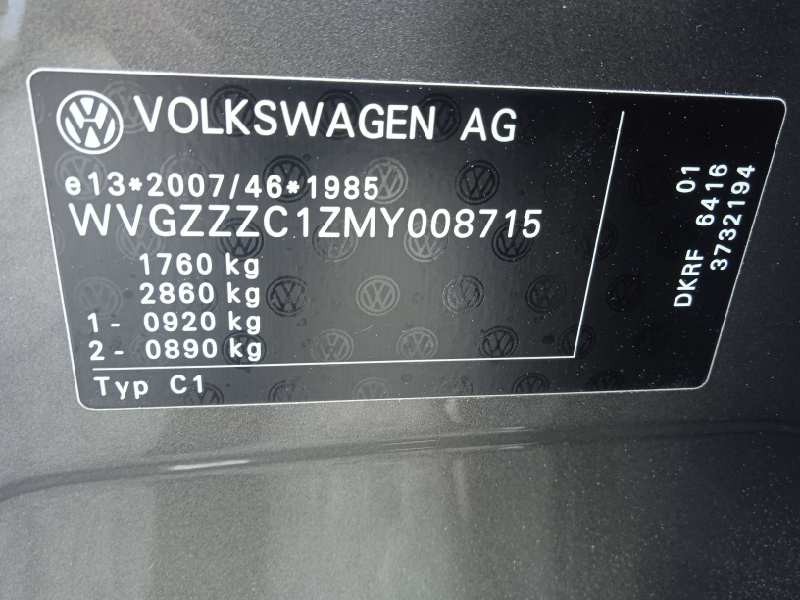 VOLKSWAGEN AG
e13*2007/46*1985
WVGZZZC1ZMY008715
1760 kg
2860 kg
1 - 0920 kg
2 - 0890 kg
Typ C1
01
DKRF 6416
3732194